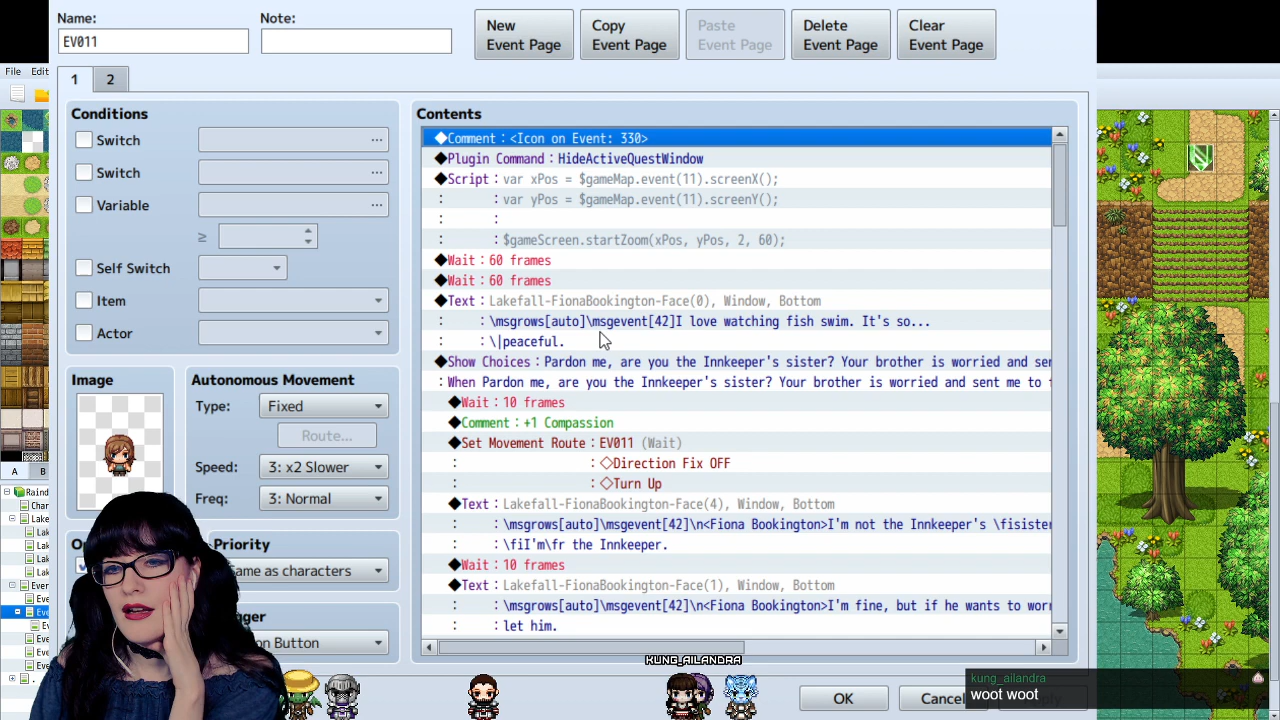 Name:
Note:
EV011
New
Event Page
Copy
Event Page
Paste
Event Page
Delete
Event Page
Clear
Event Page
File
1
2
Conditions
Switch
...
Switch
...
Variable
...
≥
Self Switch
Item
Actor
Image
Autonomous Movement
Type:
Fixed
Route...
Speed:
3: x2 Slower
Freq:
3: Normal
Priority
on Button
Contents
◆Comment：<Icon on Event: 330>
◆Plugin Command：HideActiveQuestWindow
◆Script：var xPos = $gameMap.event(11).screenX();
:       :var yPos = $gameMap.event(11).screenY();
:       :
:       :$gameScreen.startZoom(xPos, yPos, 2, 60);
◆Wait：60 frames
◆Wait：60 frames
◆Text：Lakefall-FionaBookington-Face(0), Window, Bottom
:     :\msgrows[auto]\msgevent[42]I love watching fish swim. It's so...
:     :\|peaceful.
◆Show Choices：Pardon me, are you the Innkeeper's sister? Your brother is worried and
: When Pardon me, are you the Innkeeper's sister? Your brother is worried and sent me to
◆Wait：10 frames
◆Comment：+1 Compassion
◆Set Movement Route：EV011 (Wait)
:                   :◇Direction Fix OFF
:                   :◇Turn Up
◆Text：Lakefall-FionaBookington-Face(4), Window, Bottom
:     :\msgrows[auto]\msgevent[42]\n<Fiona Bookington>I'm not the Innkeeper's \fisister
:     :\fiI'm\fr the Innkeeper.
◆Wait：10 frames
◆Text：Lakefall-FionaBookington-Face(1), Window, Bottom
:     :\msgrows[auto]\msgevent[42]\n<Fiona Bookington>I'm fine, but if he wants to
:     :let him.
A
B
KUNG_AILANDRA
OK
Cancel
kung_ailandra
woot woot